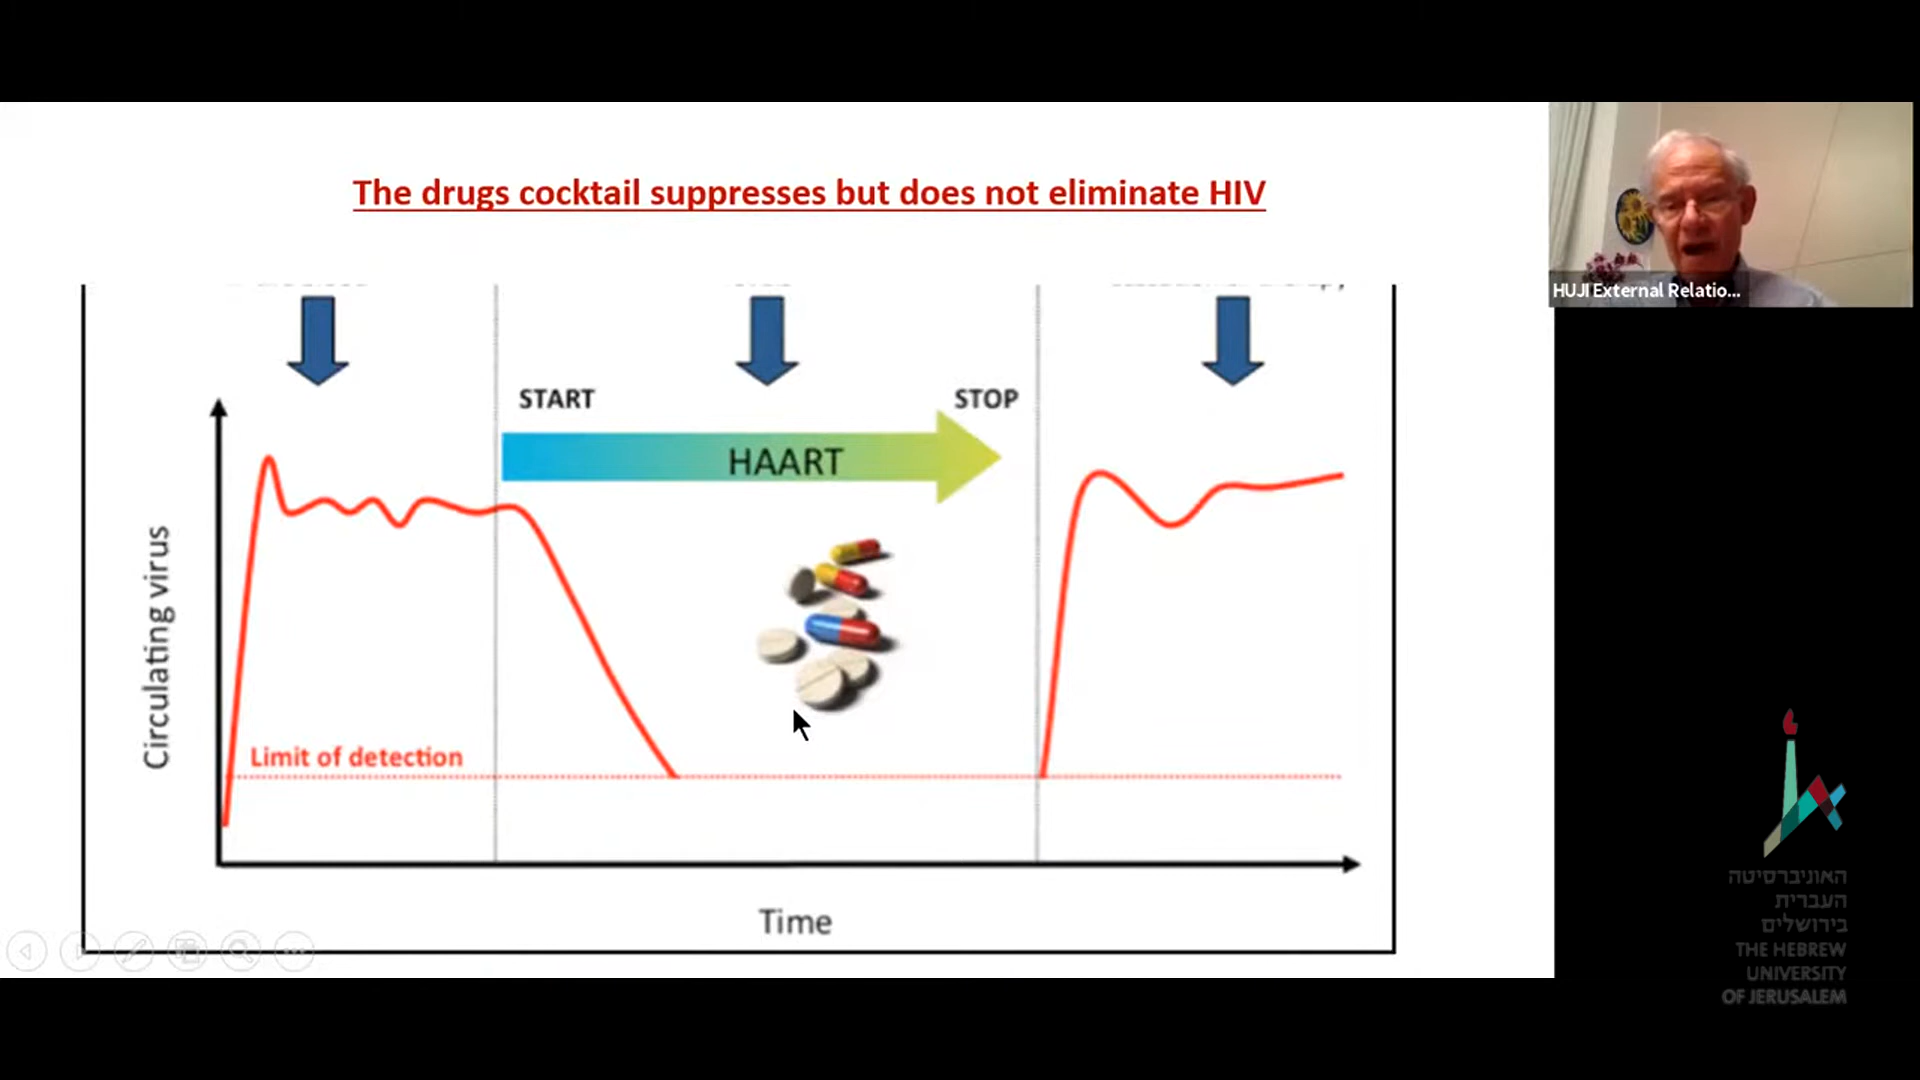 The drugs cocktail suppresses but does not eliminate HIV
HUJI External Relatio...
START
STOP
HAART
Circulating virus
Limit of detection
Time
האוניברסיטה
העברית
בירושלים
THE HEBREW
UNIVERSITY
OF JERUSALEM